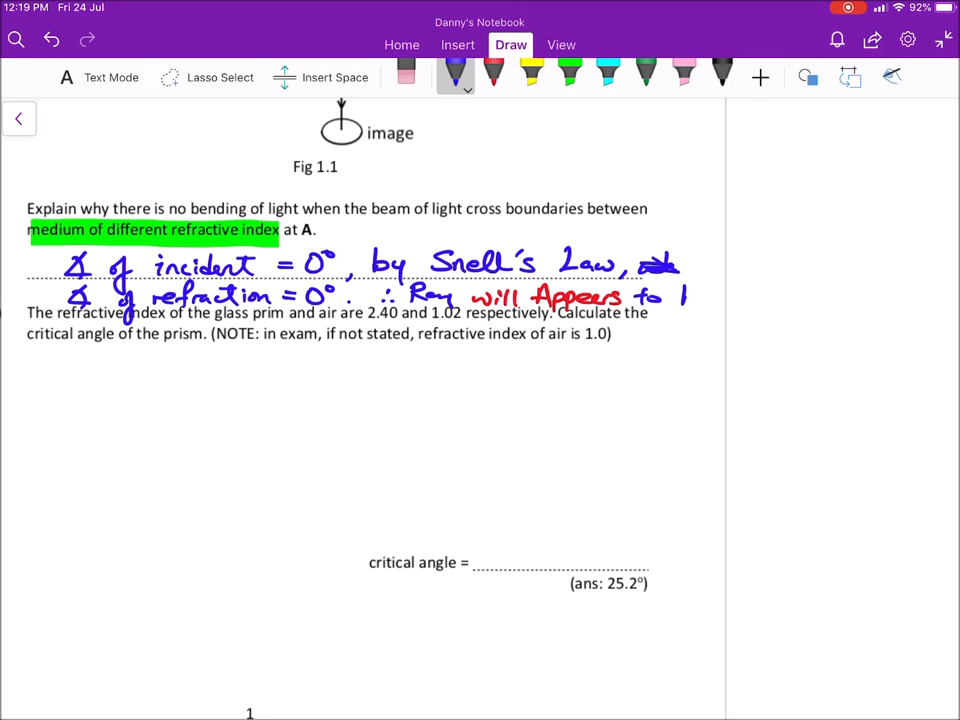 12:19 PM Fri 24 Jul
92%
Danny's Notebook
Home Insert Draw View
A Text Mode Lasso Select Insert Space
image
Fig 1.1
Explain why there is no bending of light when the beam of light cross boundaries between
medium of different refractive index at A.
∡ of incident = 0°, by Snell's Law,
∡ of refraction = 0°. ∴ Ray will Appears to
The refractive index of the glass prim and air are 2.40 and 1.02 respectively. Calculate the
critical angle of the prism. (NOTE: in exam, if not stated, refractive index of air is 1.0)
critical angle =
(ans: 25.2°)
1